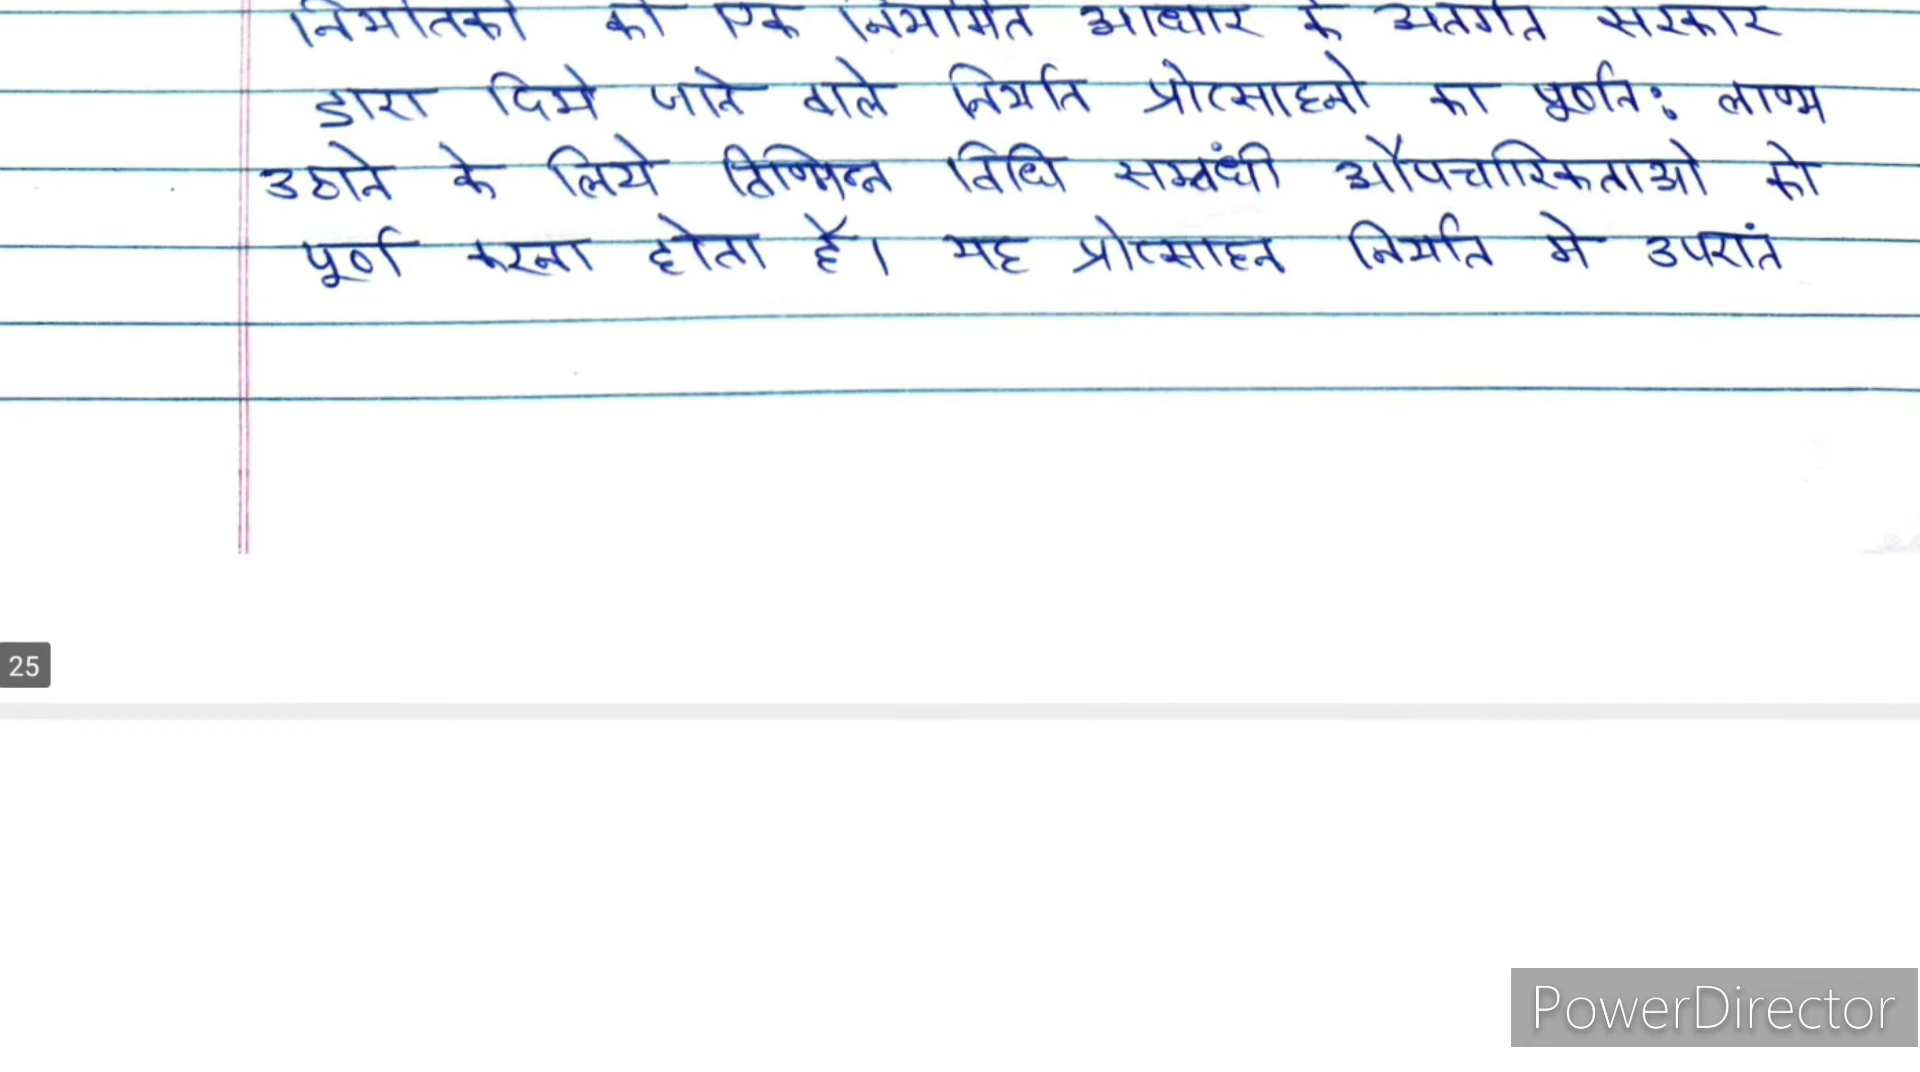 निर्यातको को एक नियमित आधार के अंतर्गत सरकार
द्वारा दिये जाने वाले निर्यात प्रोत्साहनो का पूर्णतः लाभ
उठाने के लिये विभिन्न विधि सम्बंधी औपचारिकताओ को
पूर्ण करना होता है। यह प्रोत्साहन निर्यात मे उपरांत
25
PowerDirector